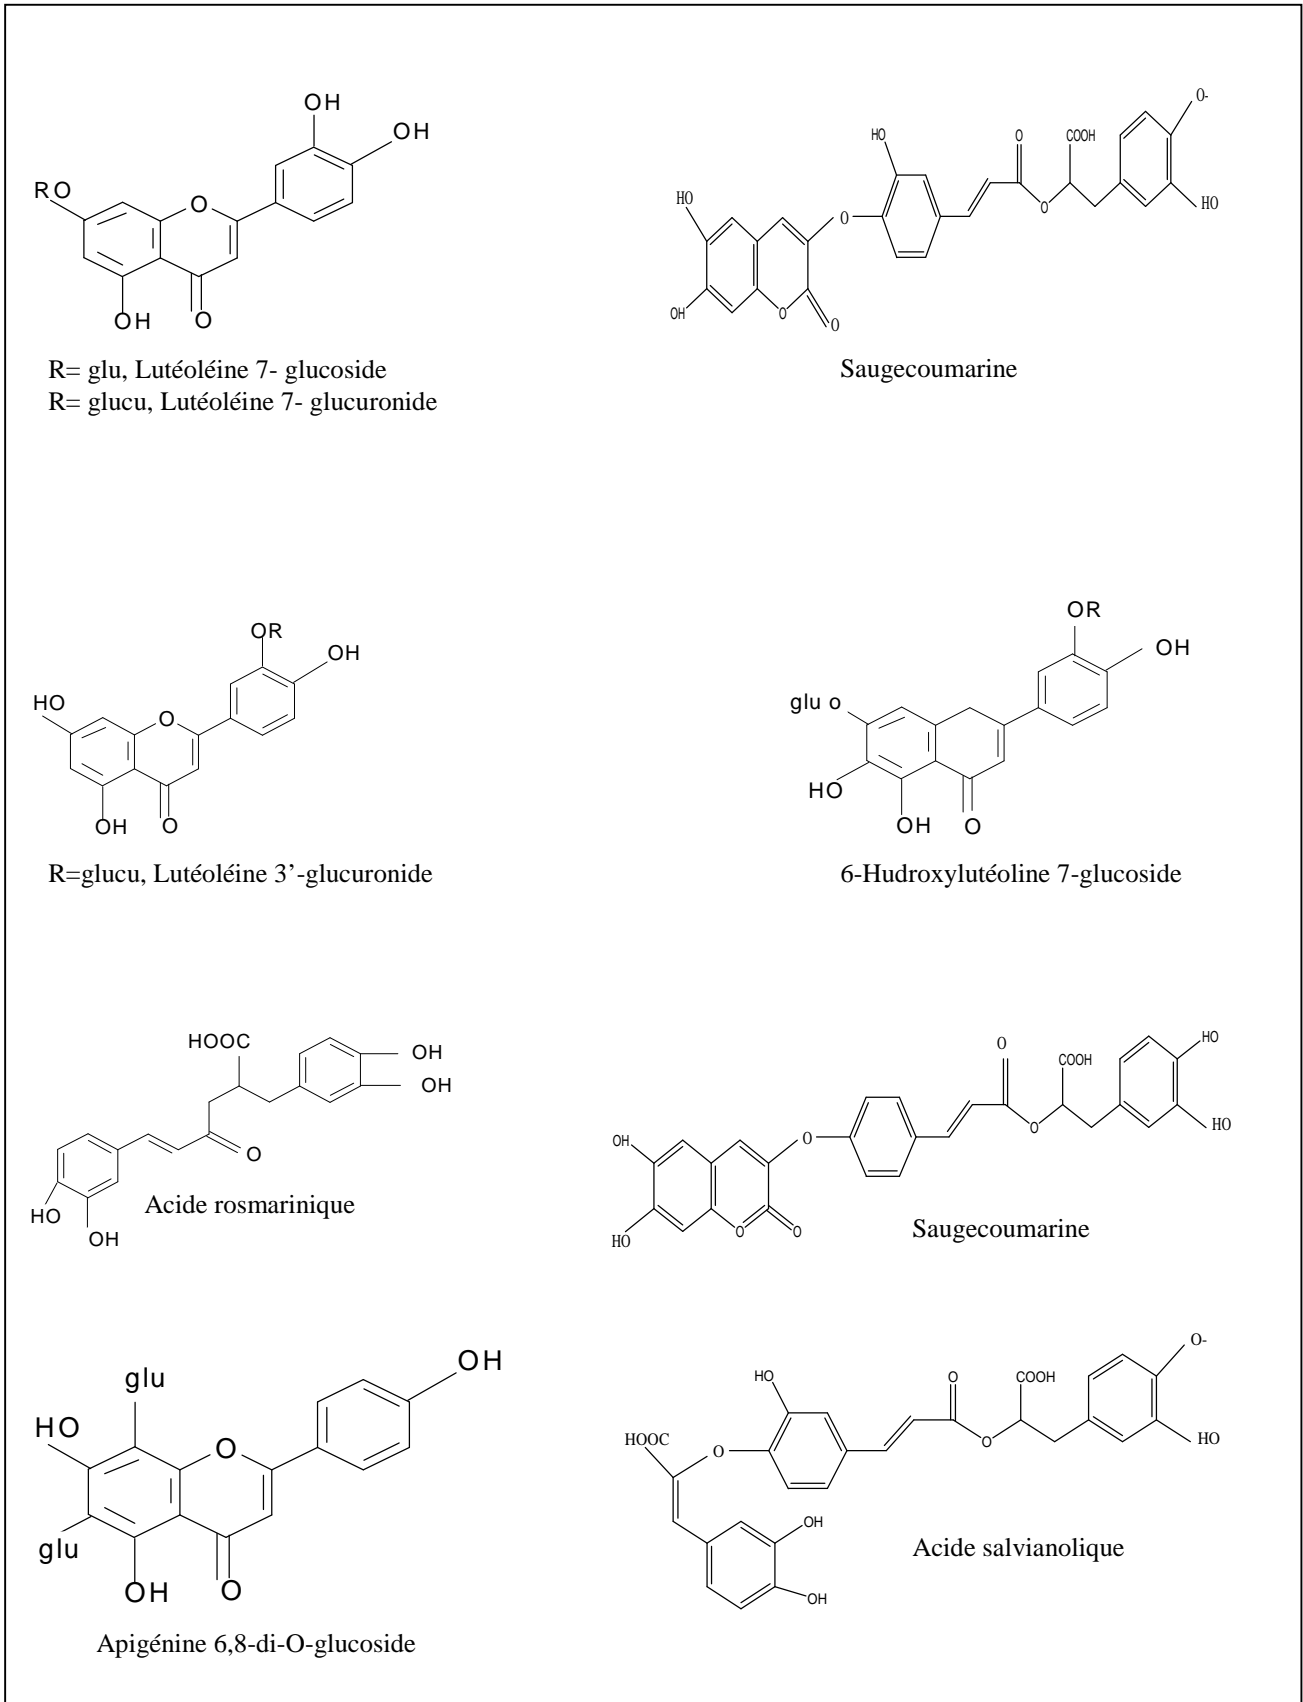 OH
OH
R O
O
OH
O
R= glu, Lutéoléine 7- glucoside
R= glucu, Lutéoléine 7- glucuronide
O-
HO
O
COOH
HO
O
O
HO
OH
O
O
Saugecoumarine
OR
OH
HO
O
OH
O
R=glucu, Lutéoléine 3’-glucuronide
OR
OH
glu o
HO
OH
O
6-Hudroxylutéoline 7-glucoside
HOOC
OH
OH
O
HO
OH
Acide rosmarinique
HO
O
COOH
HO
O
O
OH
HO
O
O
Saugecoumarine
OH
glu
HO
O
glu
OH
O
Apigénine 6,8-di-O-glucoside
O-
HO
O
COOH
HO
O
HOOC
O
OH
OH
Acide salvianolique